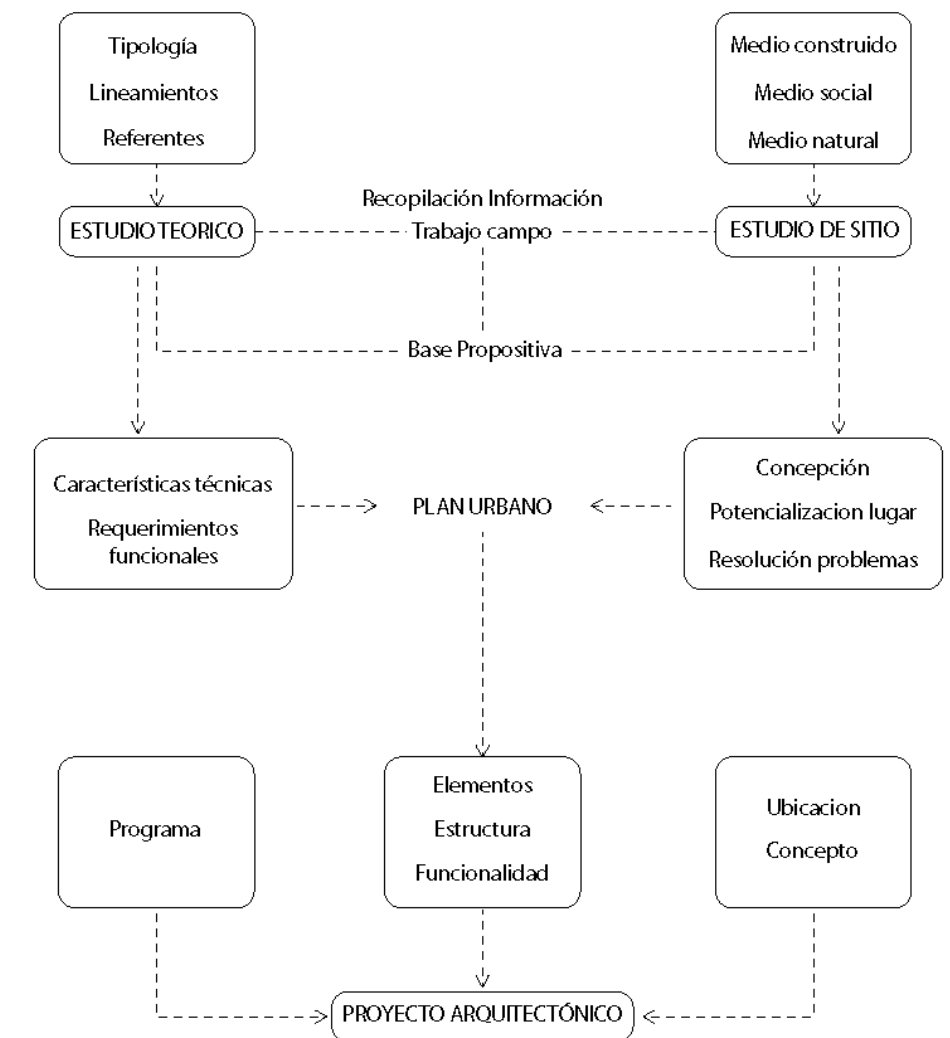 Tipología
Lineamientos
Referentes
Medio construido
Medio social
Medio natural
Recopilación Información
ESTUDIO TEORICO
Trabajo campo
ESTUDIO DE SITIO
Base Propositiva
Características técnicas
Requerimientos
funcionales
PLAN URBANO
Concepción
Potencializacion lugar
Resolución problemas
Programa
Elementos
Estructura
Funcionalidad
Ubicacion
Concepto
PROYECTO ARQUITECTÓNICO